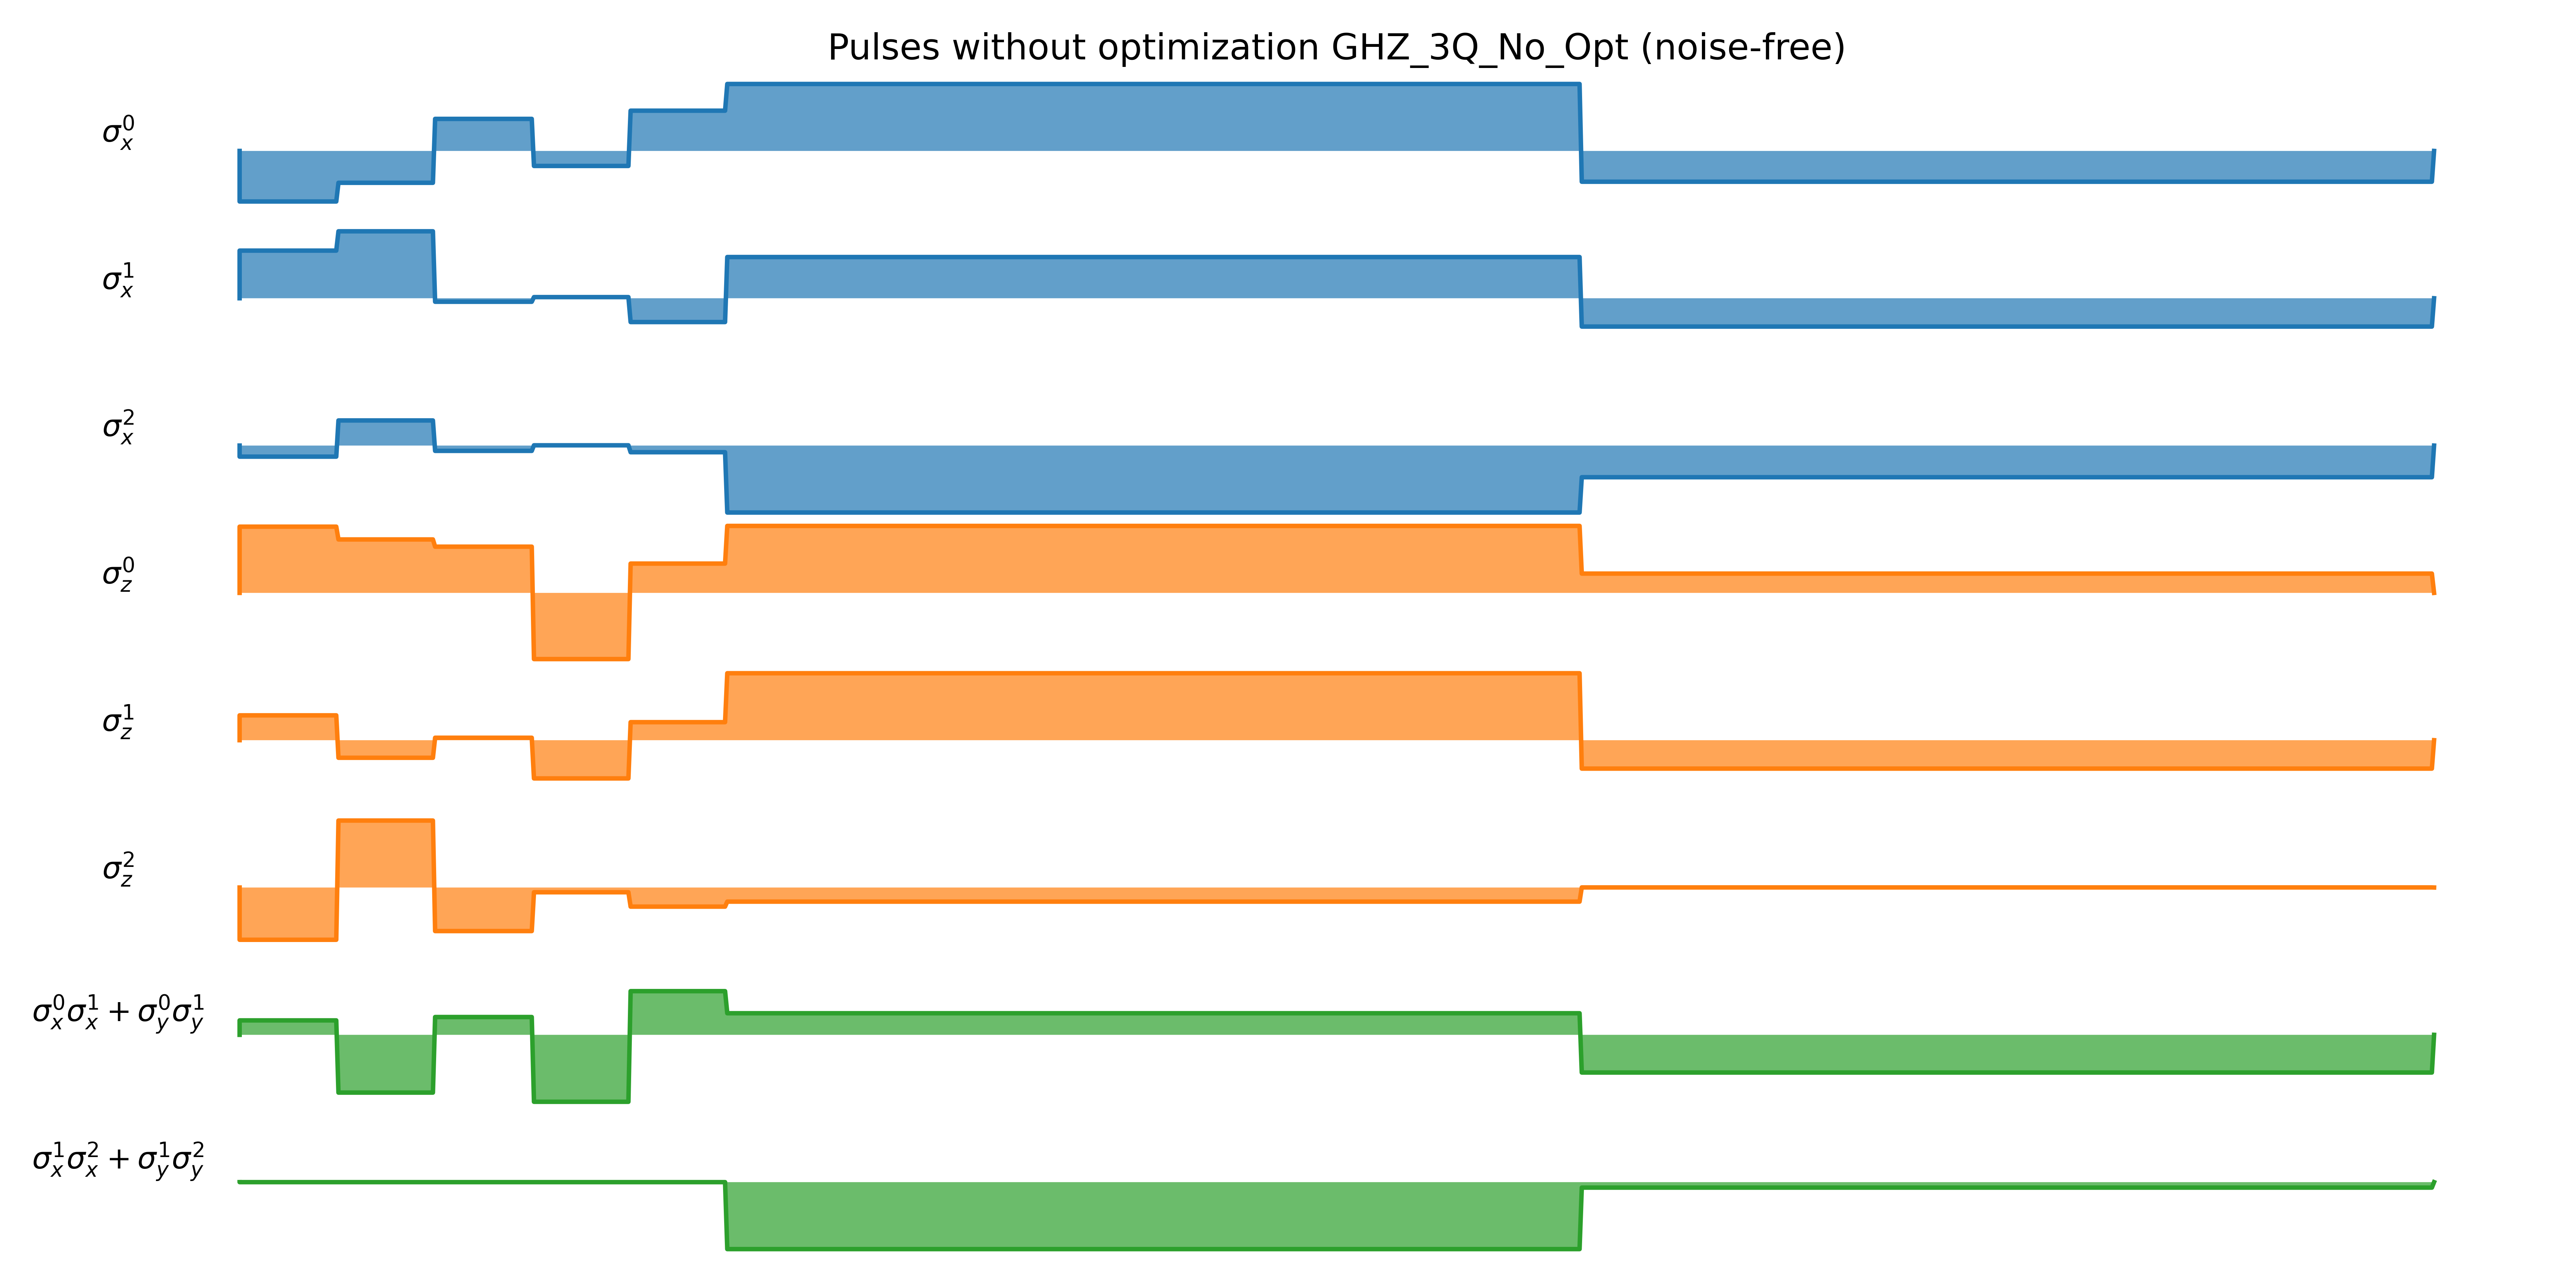 Pulses without optimization GHZ_3Q_No_Opt (noise-free)
σ_x^0
σ_x^1
σ_x^2
σ_z^0
σ_z^1
σ_z^2
σ_x^0σ_x^1 + σ_y^0σ_y^1
σ_x^1σ_x^2 + σ_y^1σ_y^2